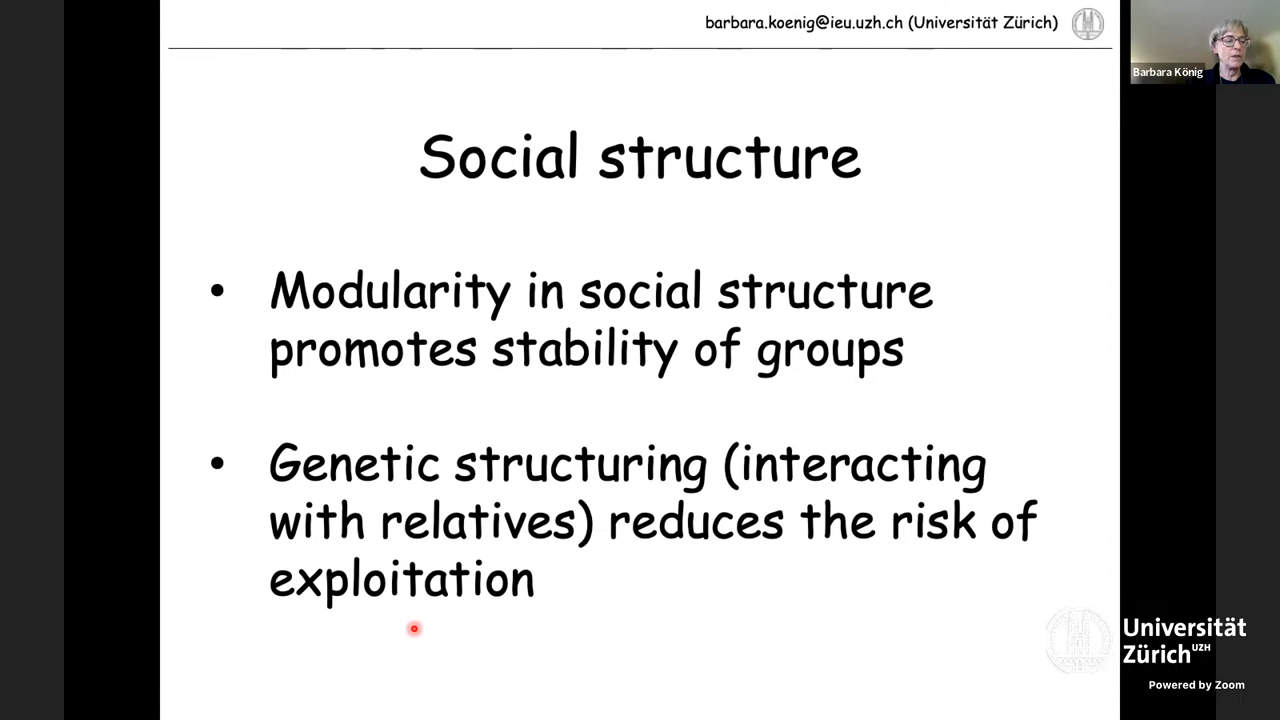 barbara.koenig@ieu.uzh.ch (Universität Zürich)
Barbara König
Social structure
• Modularity in social structure
promotes stability of groups
• Genetic structuring (interacting
with relatives) reduces the risk of
exploitation
Universität
Zürich UZH
Powered by Zoom